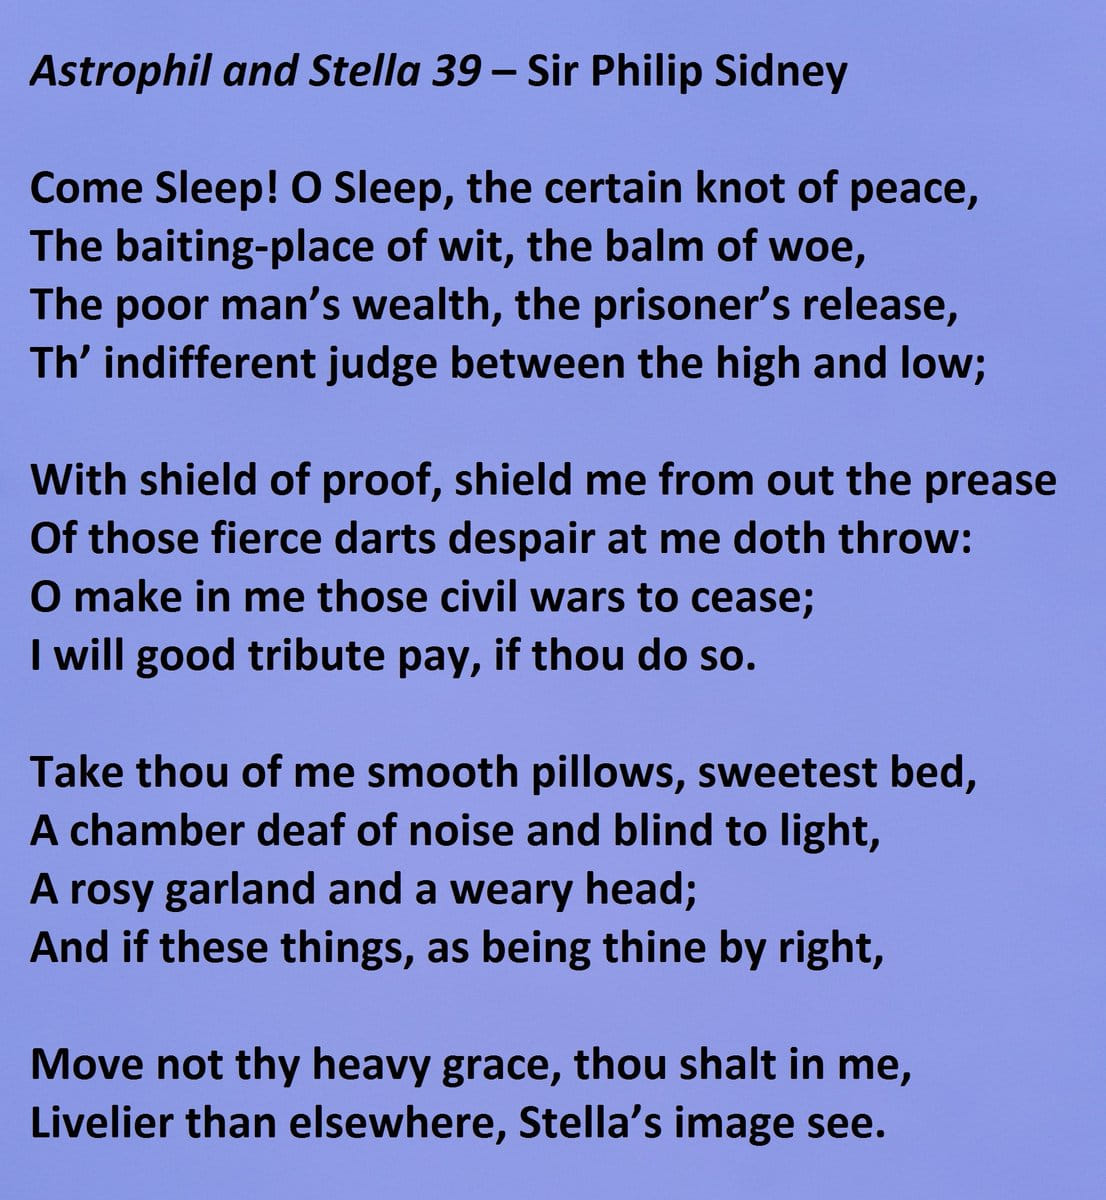 Astrophil and Stella 39 – Sir Philip Sidney
Come Sleep! O Sleep, the certain knot of peace,
The baiting-place of wit, the balm of woe,
The poor man’s wealth, the prisoner’s release,
Th’ indifferent judge between the high and low;
With shield of proof, shield me from out the prease
Of those fierce darts despair at me doth throw:
O make in me those civil wars to cease;
I will good tribute pay, if thou do so.
Take thou of me smooth pillows, sweetest bed,
A chamber deaf of noise and blind to light,
A rosy garland and a weary head;
And if these things, as being thine by right,
Move not thy heavy grace, thou shalt in me,
Livelier than elsewhere, Stella’s image see.